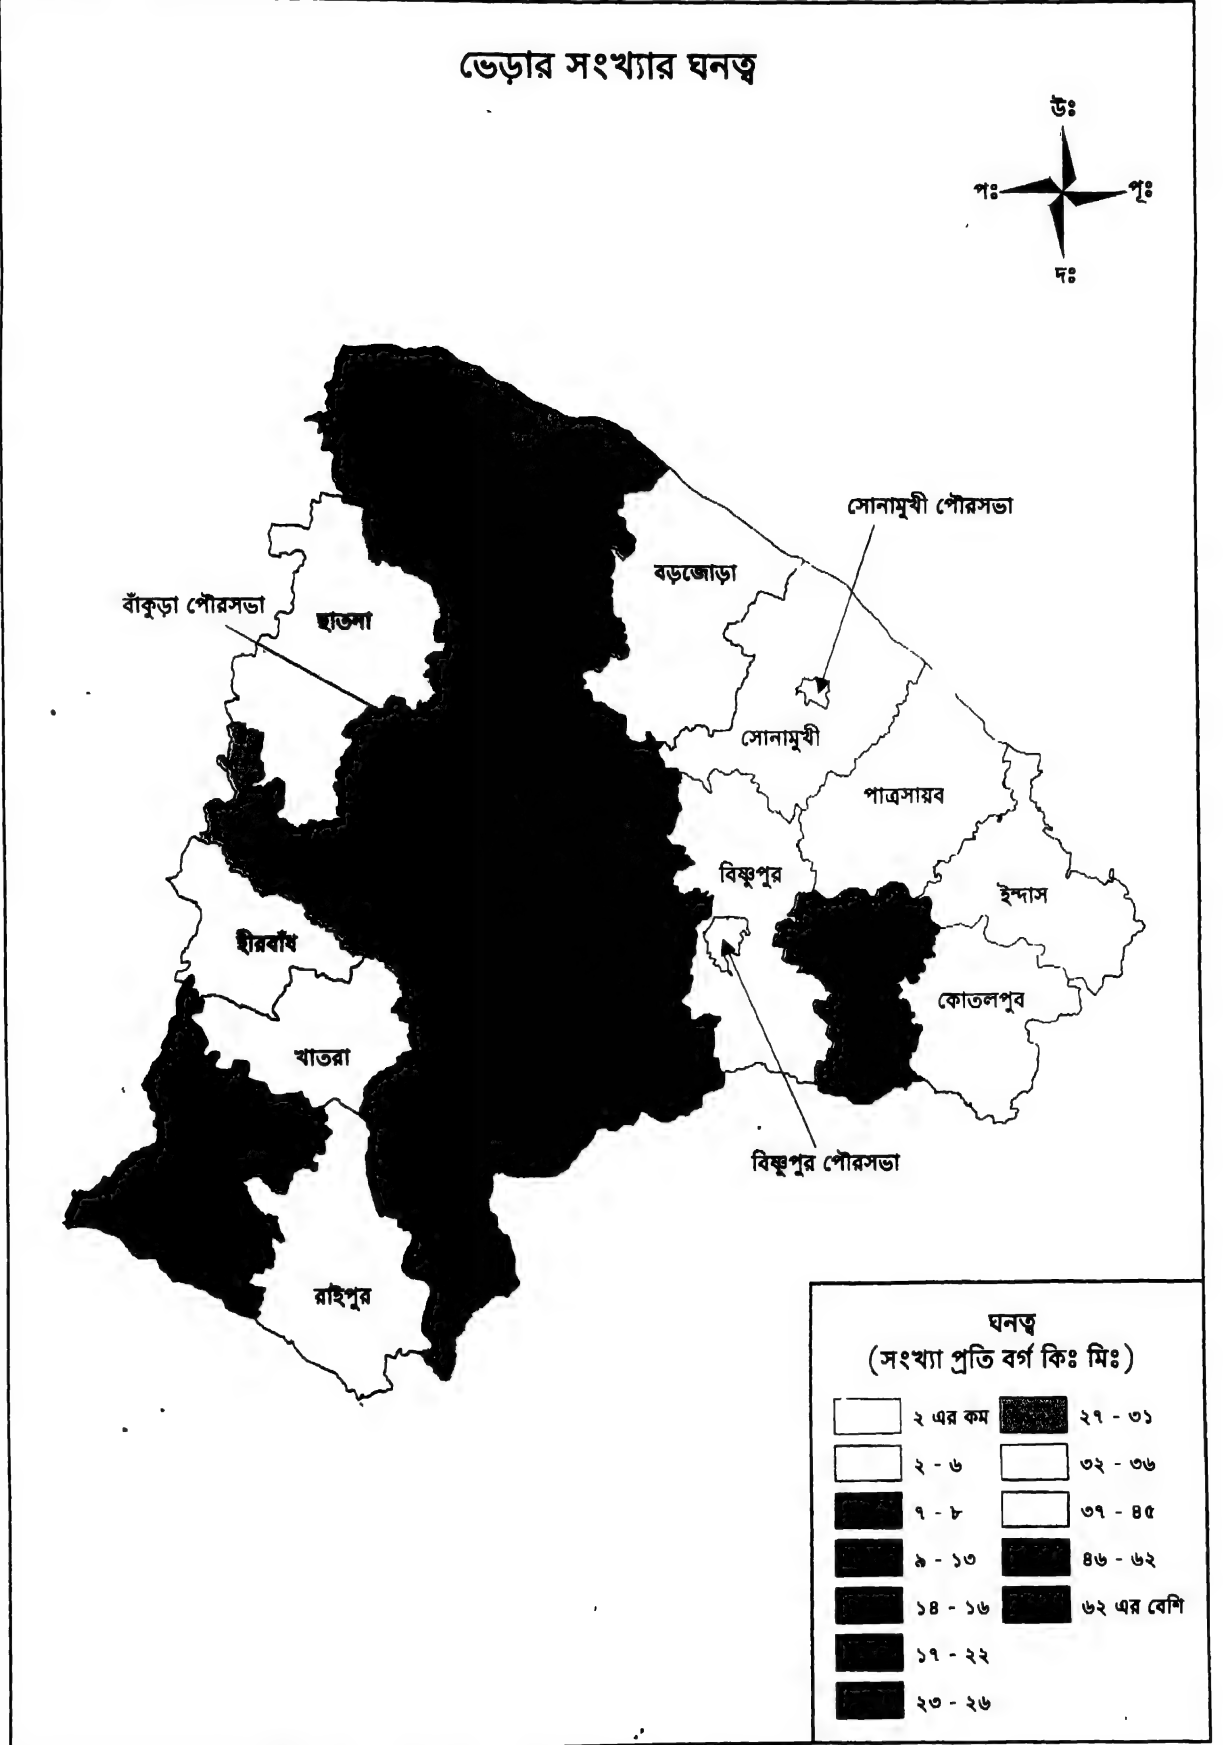 ভেড়ার সংখ্যার ঘনত্ব
উঃ
পঃ
পূঃ
দঃ
সোনামুখী পৌরসভা
বড়জোড়া
বাঁকুড়া পৌরসভা
ছাতনা
সোনামুখী
পাত্রসায়ব
বিষ্ণুপুর
ইন্দাস
হীরবাঁধ
কোতলপুব
খাতরা
বিষ্ণুপুর পৌরসভা
রাইপুর
ঘনত্ব
(সংখ্যা প্রতি বর্গ কিঃ মিঃ)
২ এর কম
২৭ - ৩১
২ - ৬
৩২ - ৩৬
৭ - ৮
৩৭ - ৪৫
৯ - ১৩
৪৬ - ৬২
১৪ - ১৬
৬২ এর বেশি
১৭ - ২২
২৩ - ২৬